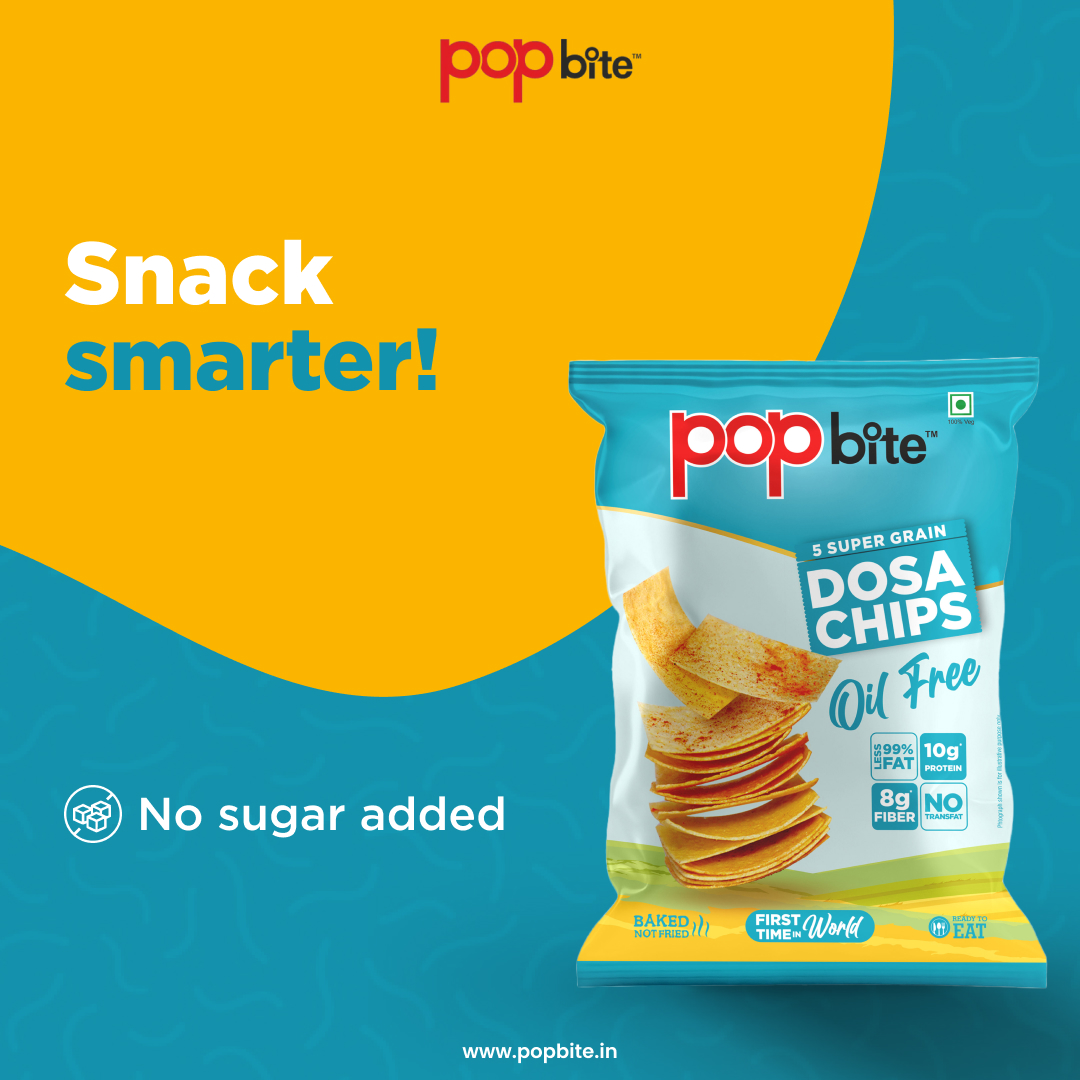 pop bite™
Snack
smarter!
pop bite™
100% Veg
5 SUPER GRAIN
DOSA
CHIPS
Oil Free
LESS 99% FAT
10g* PROTEIN
8g* FIBER
NO TRANSFAT
No sugar added
BAKED
NOT FRIED
FIRST
TIME IN World
READY TO
EAT
www.popbite.in